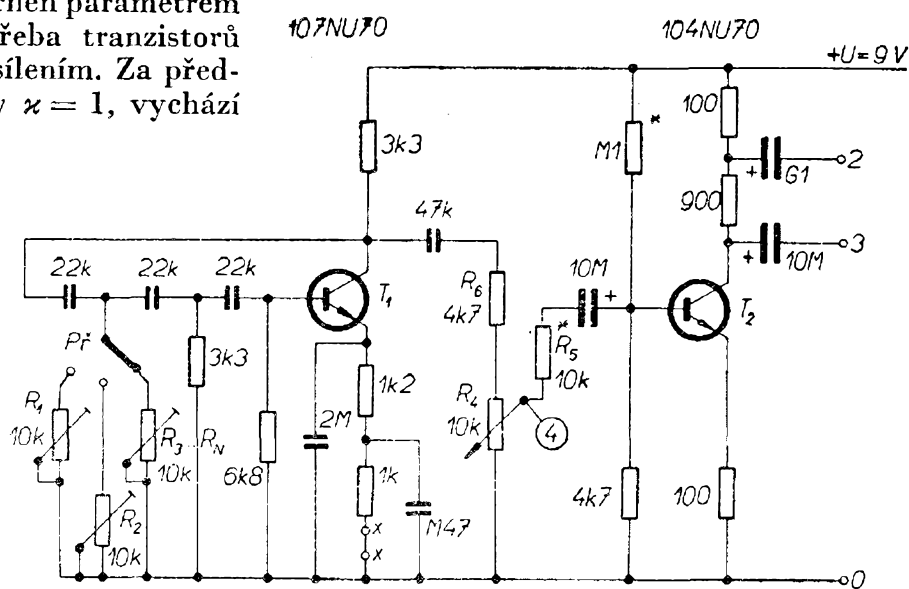 rněn parametrem
řeba tranzistorů
sílením. Za před-
y ϰ = 1, vychází
107NU70
104NU70
+U=9V
3k3
M1
*
100
+
G1
2
900
47k
22k
22k
22k
T₁
R₆
4k7
10M
+
*
R₅
10k
T₂
+
10M
3
Př
3k3
1k2
R₄
10k
4
R₁
10k
R₃
10k
R_N
6k8
2M
1k
M47
4k7
100
R₂
10k
x
x
0